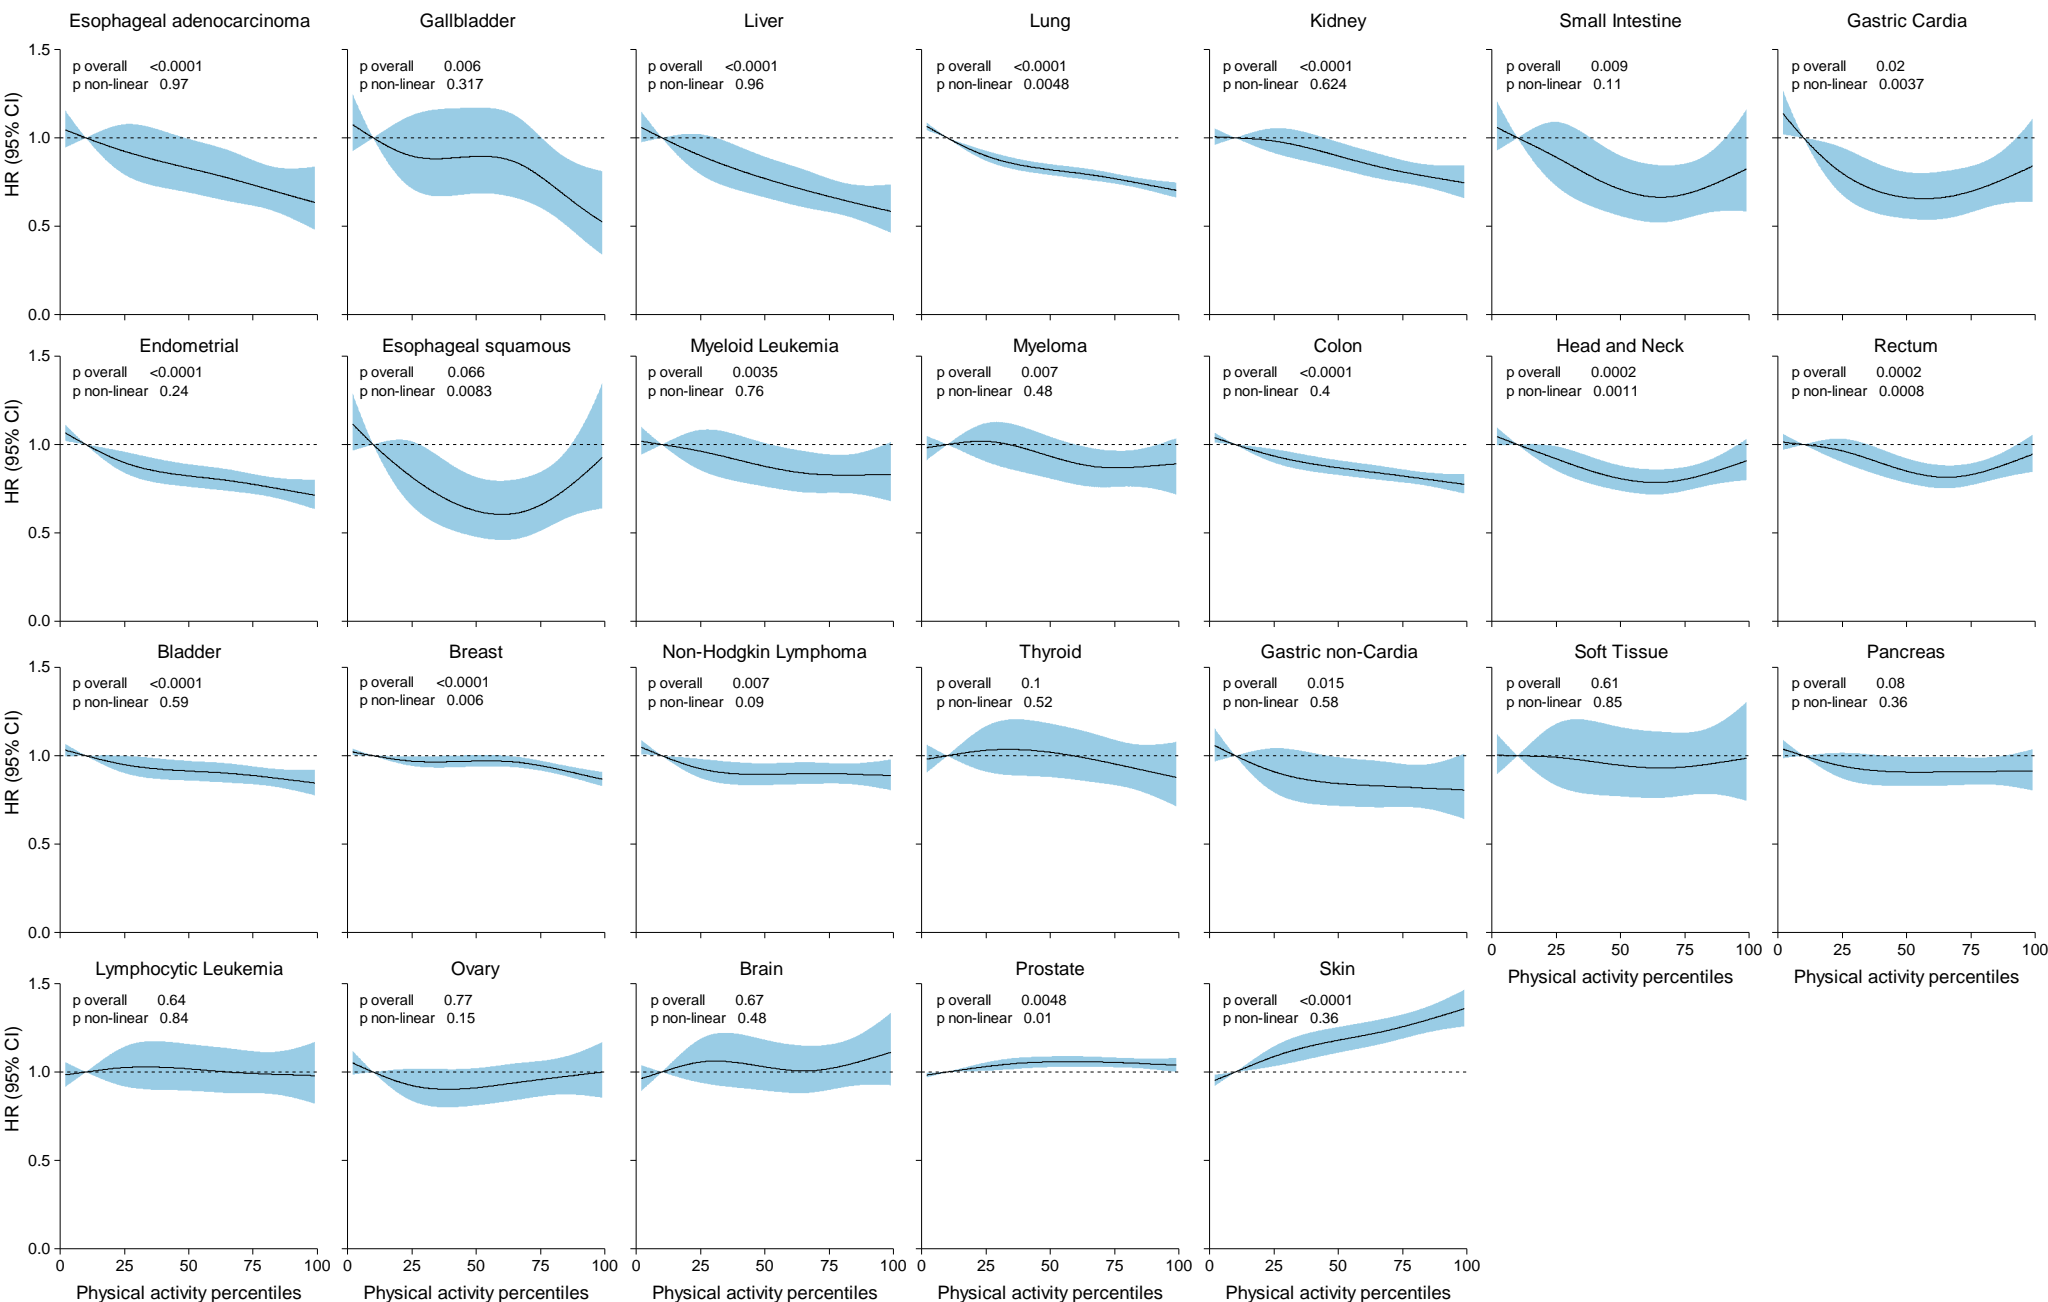 Esophageal adenocarcinoma
Gallbladder
Liver
Lung
Kidney
Small Intestine
Gastric Cardia
HR (95% CI)
1.5
1.0
0.5
0.0
p overall <0.0001
p non-linear 0.97
p overall 0.006
p non-linear 0.317
p overall <0.0001
p non-linear 0.96
p overall <0.0001
p non-linear 0.0048
p overall <0.0001
p non-linear 0.624
p overall 0.009
p non-linear 0.11
p overall 0.02
p non-linear 0.0037
0 25 50 75 100
Endometrial
Esophageal squamous
Myeloid Leukemia
Myeloma
Colon
Head and Neck
Rectum
HR (95% CI)
1.5
1.0
0.5
0.0
p overall <0.0001
p non-linear 0.24
p overall 0.066
p non-linear 0.0083
p overall 0.0035
p non-linear 0.76
p overall 0.007
p non-linear 0.48
p overall <0.0001
p non-linear 0.4
p overall 0.0002
p non-linear 0.0011
p overall 0.0002
p non-linear 0.0008
Bladder
Breast
Non-Hodgkin Lymphoma
Thyroid
Gastric non-Cardia
Soft Tissue
Pancreas
HR (95% CI)
1.5
1.0
0.5
0.0
p overall <0.0001
p non-linear 0.59
p overall <0.0001
p non-linear 0.006
p overall 0.007
p non-linear 0.09
p overall 0.1
p non-linear 0.52
p overall 0.015
p non-linear 0.58
p overall 0.61
p non-linear 0.85
p overall 0.08
p non-linear 0.36
0 25 50 75 100
Physical activity percentiles
0 25 50 75 100
Physical activity percentiles
Lymphocytic Leukemia
Ovary
Brain
Prostate
Skin
HR (95% CI)
1.5
1.0
0.5
0.0
p overall 0.64
p non-linear 0.84
p overall 0.77
p non-linear 0.15
p overall 0.67
p non-linear 0.48
p overall 0.0048
p non-linear 0.01
p overall <0.0001
p non-linear 0.36
0 25 50 75 100
Physical activity percentiles
0 25 50 75 100
Physical activity percentiles
0 25 50 75 100
Physical activity percentiles
0 25 50 75 100
Physical activity percentiles
0 25 50 75 100
Physical activity percentiles